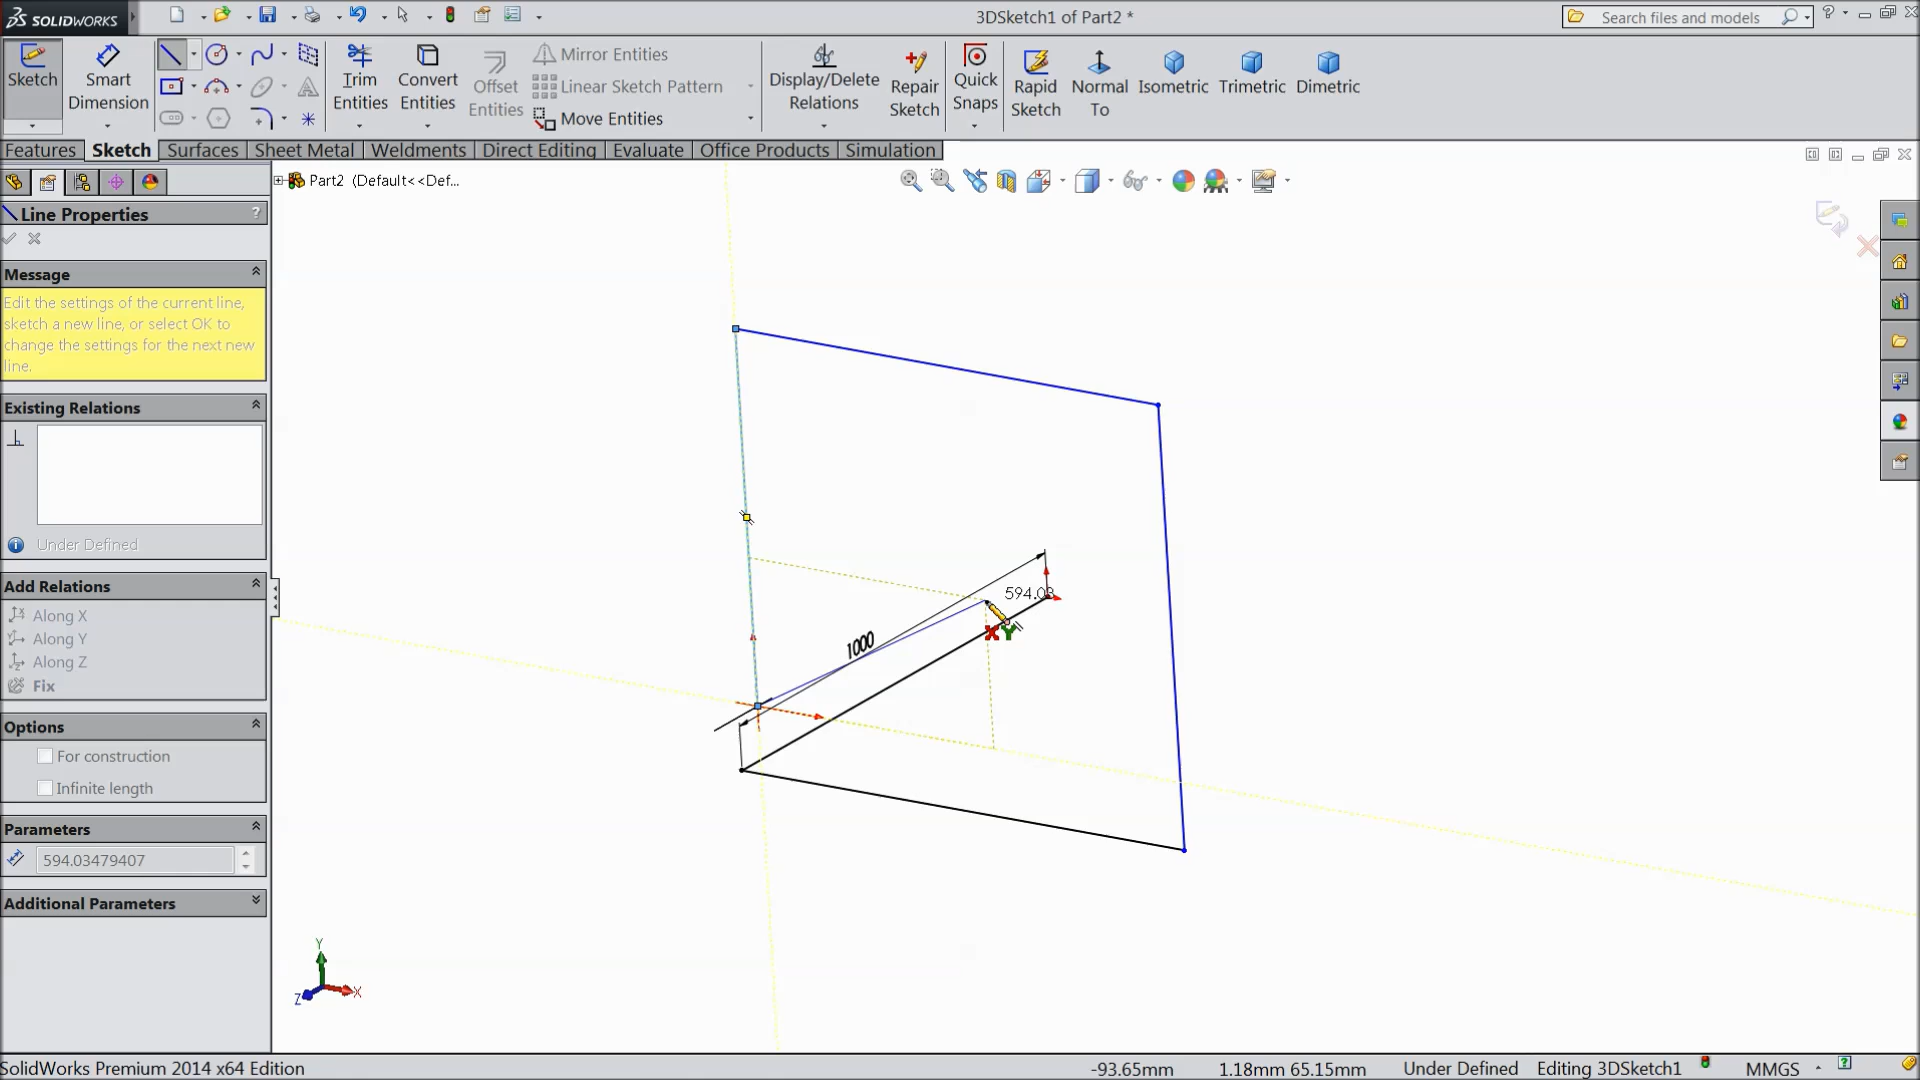 SOLIDWORKS
3DSketch1 of Part2 *
Search files and models
Sketch
Smart Dimension
Trim Entities
Convert Entities
Offset Entities
Mirror Entities
Linear Sketch Pattern
Move Entities
Display/Delete Relations
Repair Sketch
Quick Snaps
Rapid Sketch
Normal To
Isometric
Trimetric
Dimetric
Features
Sketch
Surfaces
Sheet Metal
Weldments
Direct Editing
Evaluate
Office Products
Simulation
Part2 (Default<<Def...
Line Properties
?
Message
Edit the settings of the current line,
sketch a new line, or select OK to
change the settings for the next new
line.
Existing Relations
Under Defined
Add Relations
Along X
Along Y
Along Z
Fix
Options
For construction
Infinite length
Parameters
594.03479407
Additional Parameters
594.03
1000
X Y
Y
Z
X
SolidWorks Premium 2014 x64 Edition
-93.65mm
1.18mm 65.15mm
Under Defined
Editing 3DSketch1
MMGS